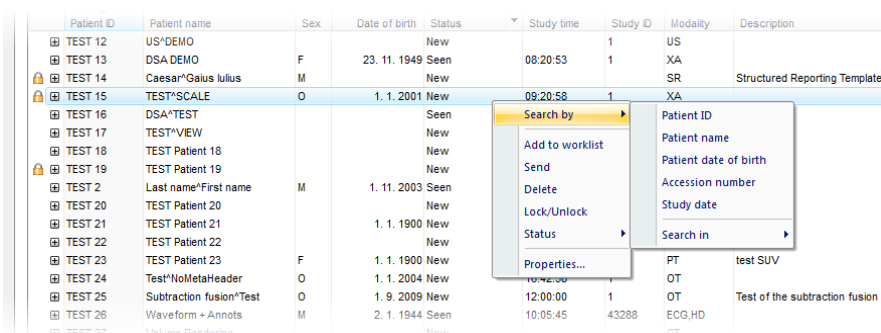 Patient ID Patient name Sex Date of birth Status Study time Study ID Modality Description
TEST 12 US^DEMO New 1 US
TEST 13 DSA DEMO F 23. 11. 1949 Seen 08:20:53 1 XA
TEST 14 Caesar^Gaius Iulius M New SR Structured Reporting Template
TEST 15 TEST^SCALE O 1. 1. 2001 New 09:20:58 1 XA
TEST 16 DSA^TEST Seen Search by Patient ID
TEST 17 TEST^VIEW New Patient name
TEST 18 TEST Patient 18 New Add to worklist Patient date of birth
TEST 19 TEST Patient 19 New Send Accession number
TEST 2 Last name^First name M 1. 11. 2003 Seen Delete
TEST 20 TEST Patient 20 New Lock/Unlock Study date
TEST 21 TEST Patient 21 1. 1. 1900 New
TEST 22 TEST Patient 22 New Status Search in
TEST 23 TEST Patient 23 F 1. 1. 1900 New Properties... PT test SUV
TEST 24 Test^NoMetaHeader O 1. 1. 2004 New OT
TEST 25 Subtraction fusion^Test O 1. 9. 2009 New 12:00:00 1 OT Test of the subtraction fusion
TEST 26 Waveform + Annots M 2. 1. 1944 Seen 10:05:45 43288 ECG,HD